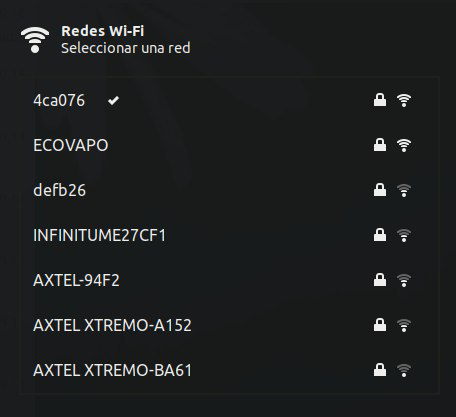 Redes Wi-Fi
Seleccionar una red
4ca076
ECOVAPO
defb26
INFINITUME27CF1
AXTEL-94F2
AXTEL XTREMO-A152
AXTEL XTREMO-BA61